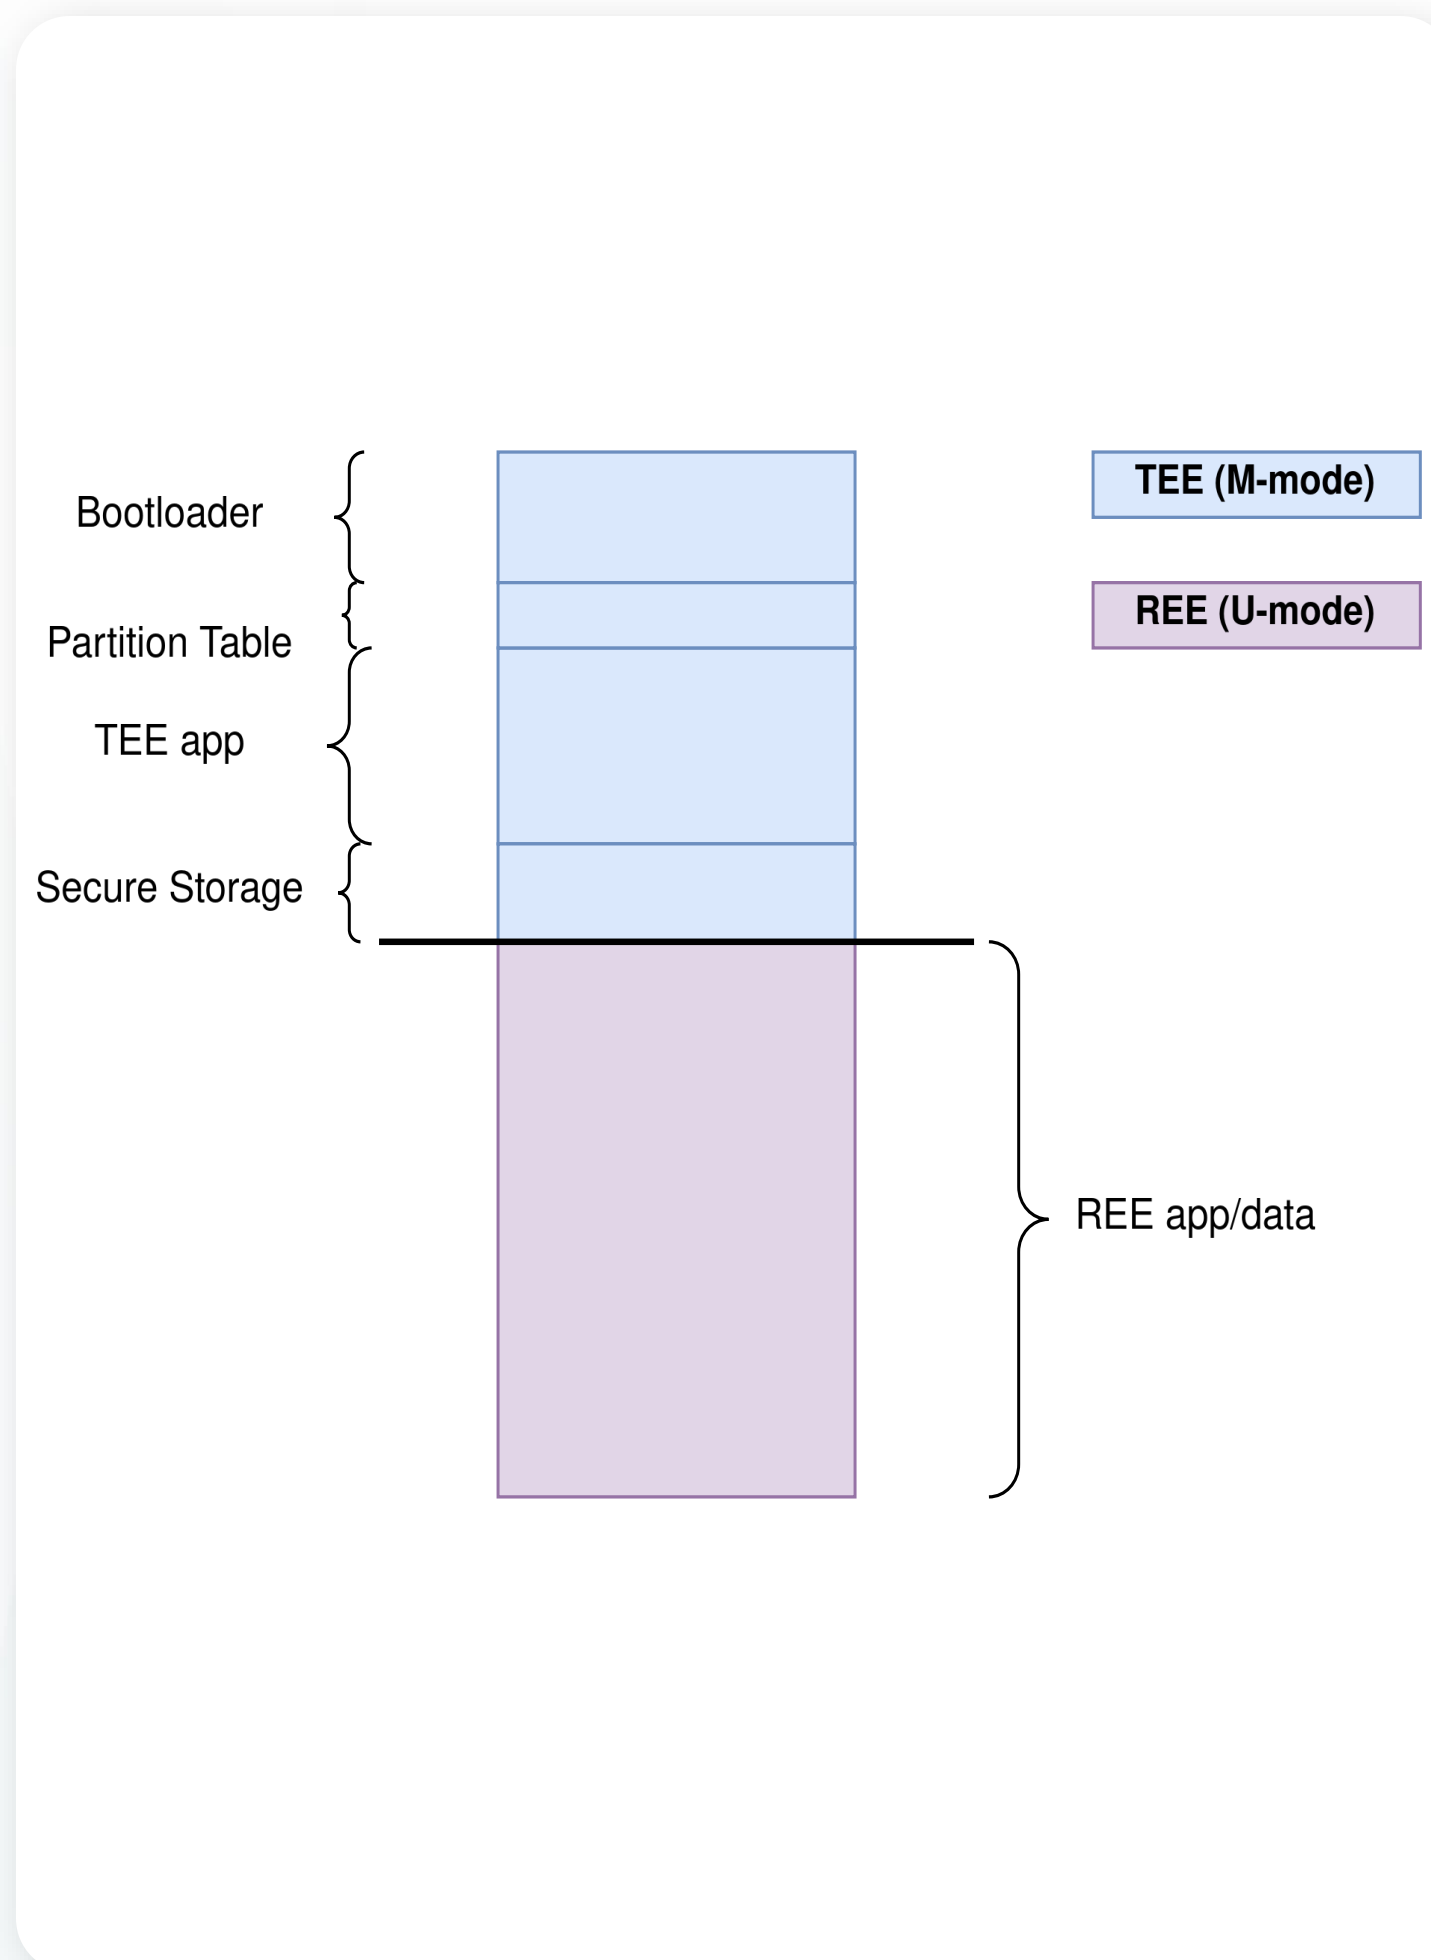 Bootloader
Partition Table
TEE app
Secure Storage
TEE (M-mode)
REE (U-mode)
REE app/data